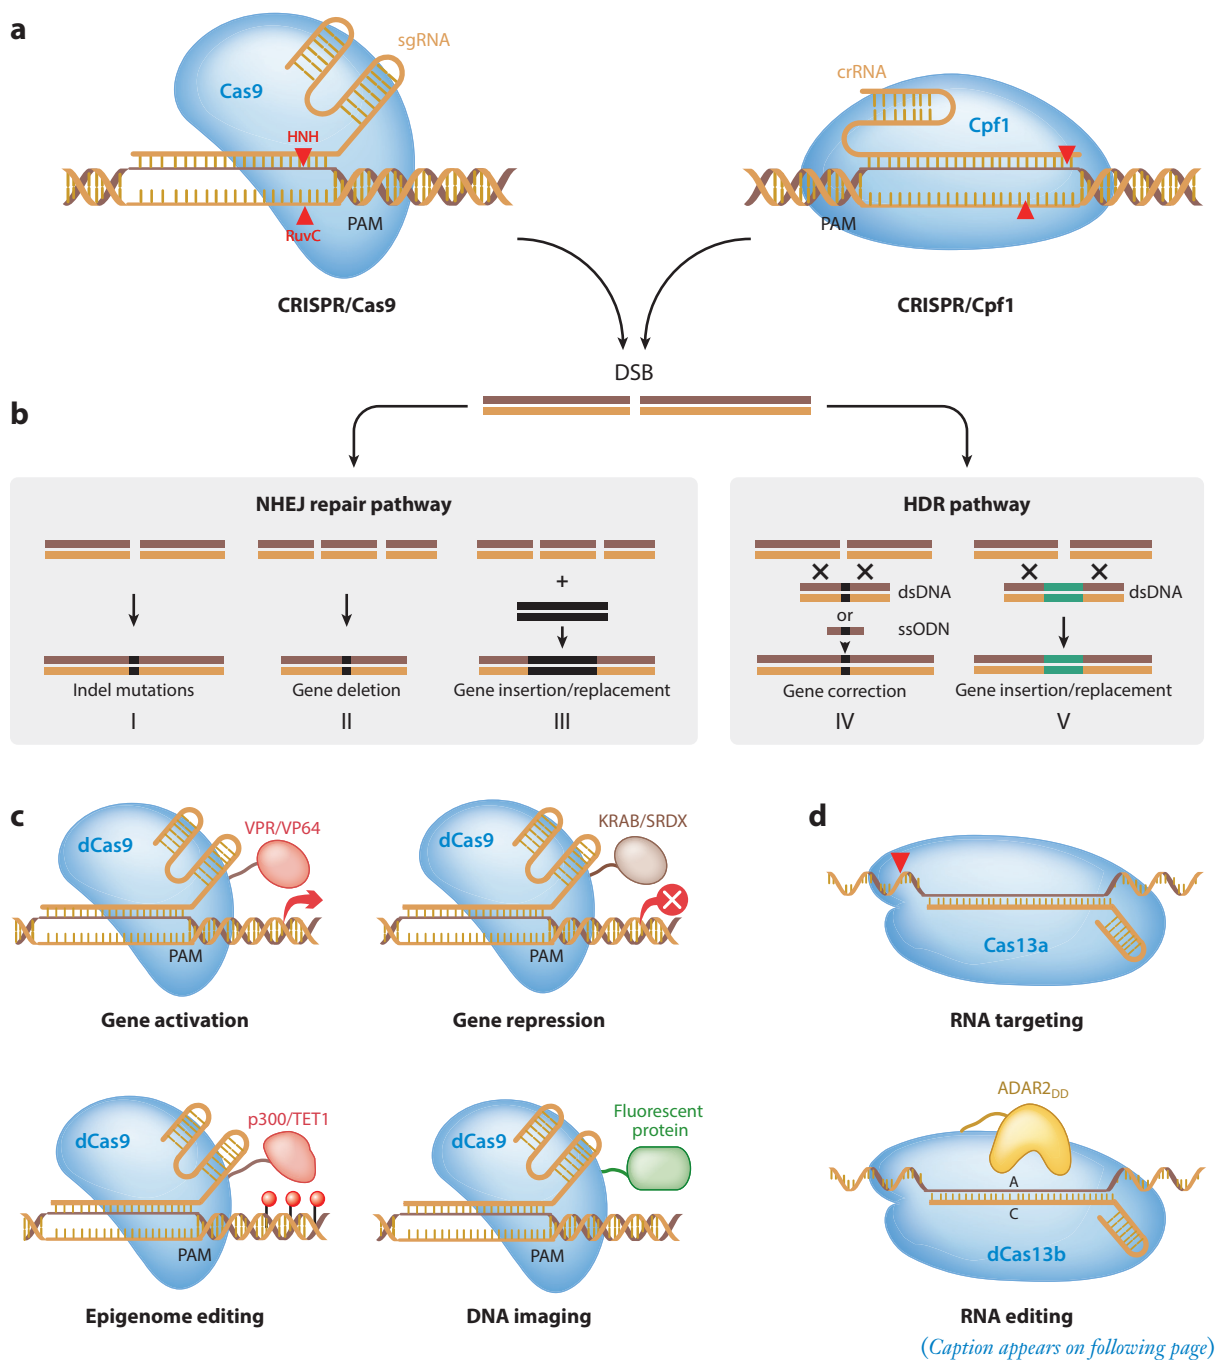 a
sgRNA
Cas9
HNH
RuvC
PAM
CRISPR/Cas9
crRNA
Cpf1
PAM
CRISPR/Cpf1
DSB
b
NHEJ repair pathway
+
Indel mutations
I
Gene deletion
II
Gene insertion/replacement
III
HDR pathway
dsDNA
or
ssODN
Gene correction
IV
dsDNA
Gene insertion/replacement
V
c
dCas9
VPR/VP64
PAM
Gene activation
dCas9
KRAB/SRDX
PAM
Gene repression
dCas9
p300/TET1
PAM
Epigenome editing
dCas9
Fluorescent
protein
PAM
DNA imaging
d
Cas13a
RNA targeting
ADAR2DD
A
C
dCas13b
RNA editing
(Caption appears on following page)